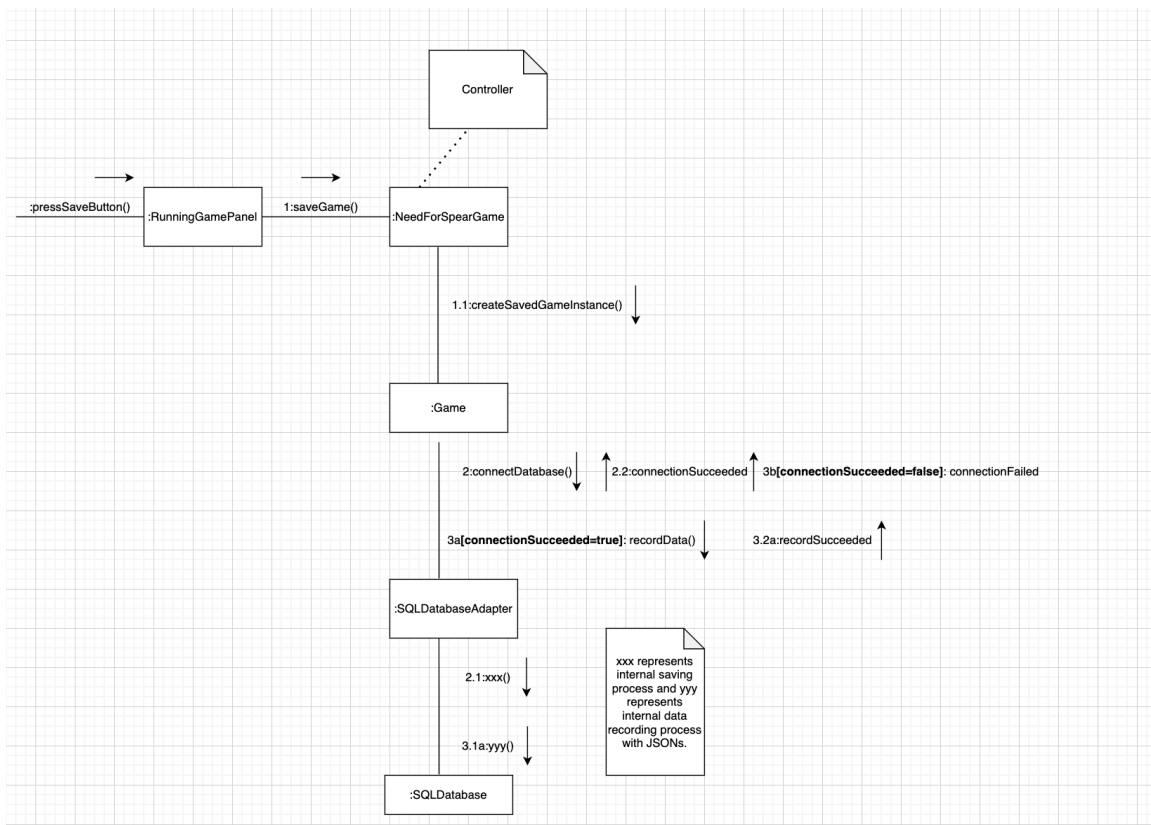 Controller
:pressSaveButton()
:RunningGamePanel
1:saveGame()
:NeedForSpearGame
1.1:createSavedGameInstance()
:Game
2:connectDatabase()
2.2:connectionSucceeded
3b[connectionSucceeded=false]: connectionFailed
3a[connectionSucceeded=true]: recordData()
3.2a:recordSucceeded
:SQLDatabaseAdapter
2.1:xxx()
3.1a:yyy()
xxx represents
internal saving
process and yyy
represents
internal data
recording process
with JSONs.
:SQLDatabase